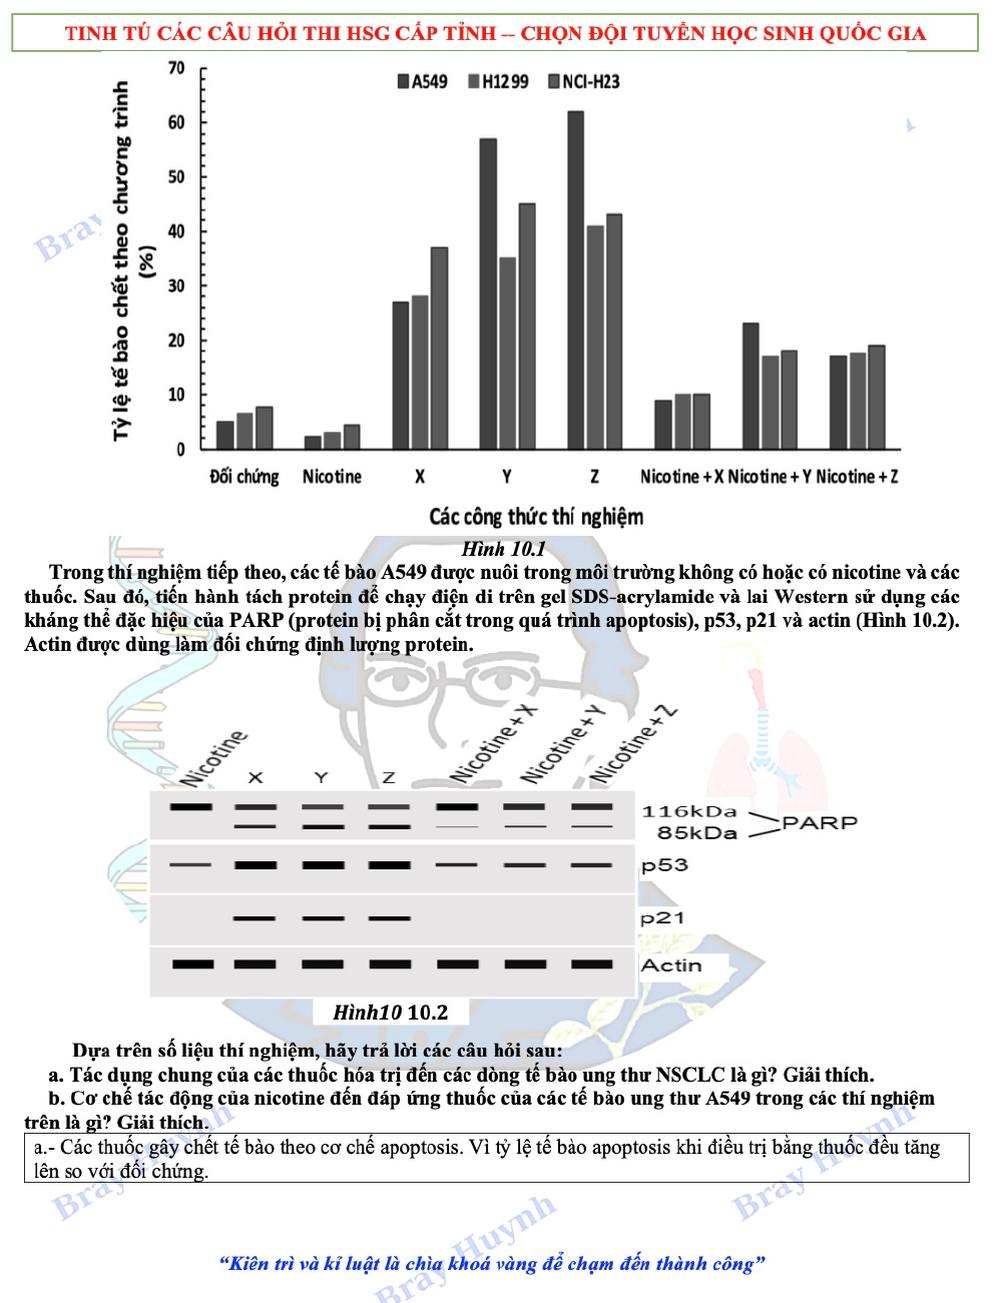 TINH TÚ CÁC CÂU HỎI THI HSG CẤP TỈNH -- CHỌN ĐỘI TUYỂN HỌC SINH QUỐC GIA
Tỷ lệ tế bào chết theo chương trình
(%)
70
60
50
40
30
20
10
0
A549 H1299 NCI-H23
Đối chứng Nicotine X Y Z Nicotine + X Nicotine + Y Nicotine + Z
Các công thức thí nghiệm
Hình 10.1
Trong thí nghiệm tiếp theo, các tế bào A549 được nuôi trong môi trường không có hoặc có nicotine và các
thuốc. Sau đó, tiến hành tách protein để chạy điện di trên gel SDS-acrylamide và lai Western sử dụng các
kháng thể đặc hiệu của PARP (protein bị phân cắt trong quá trình apoptosis), p53, p21 và actin (Hình 10.2).
Actin được dùng làm đối chứng định lượng protein.
Nicotine X Y Z Nicotine+ X Nicotine+ Y Nicotine+ Z
116kDa
85kDa
PARP
p53
p21
Actin
Hình10 10.2
Dựa trên số liệu thí nghiệm, hãy trả lời các câu hỏi sau:
a. Tác dụng chung của các thuốc hóa trị đến các dòng tế bào ung thư NSCLC là gì? Giải thích.
b. Cơ chế tác động của nicotine đến đáp ứng thuốc của các tế bào ung thư A549 trong các thí nghiệm
trên là gì? Giải thích.
a.- Các thuốc gây chết tế bào theo cơ chế apoptosis. Vì tỷ lệ tế bào apoptosis khi điều trị bằng thuốc đều tăng
lên so với đối chứng.
Bray Huynh
Bray Huynh
Bray Huynh
Bray
"Kiên trì và kỉ luật là chìa khoá vàng để chạm đến thành công"